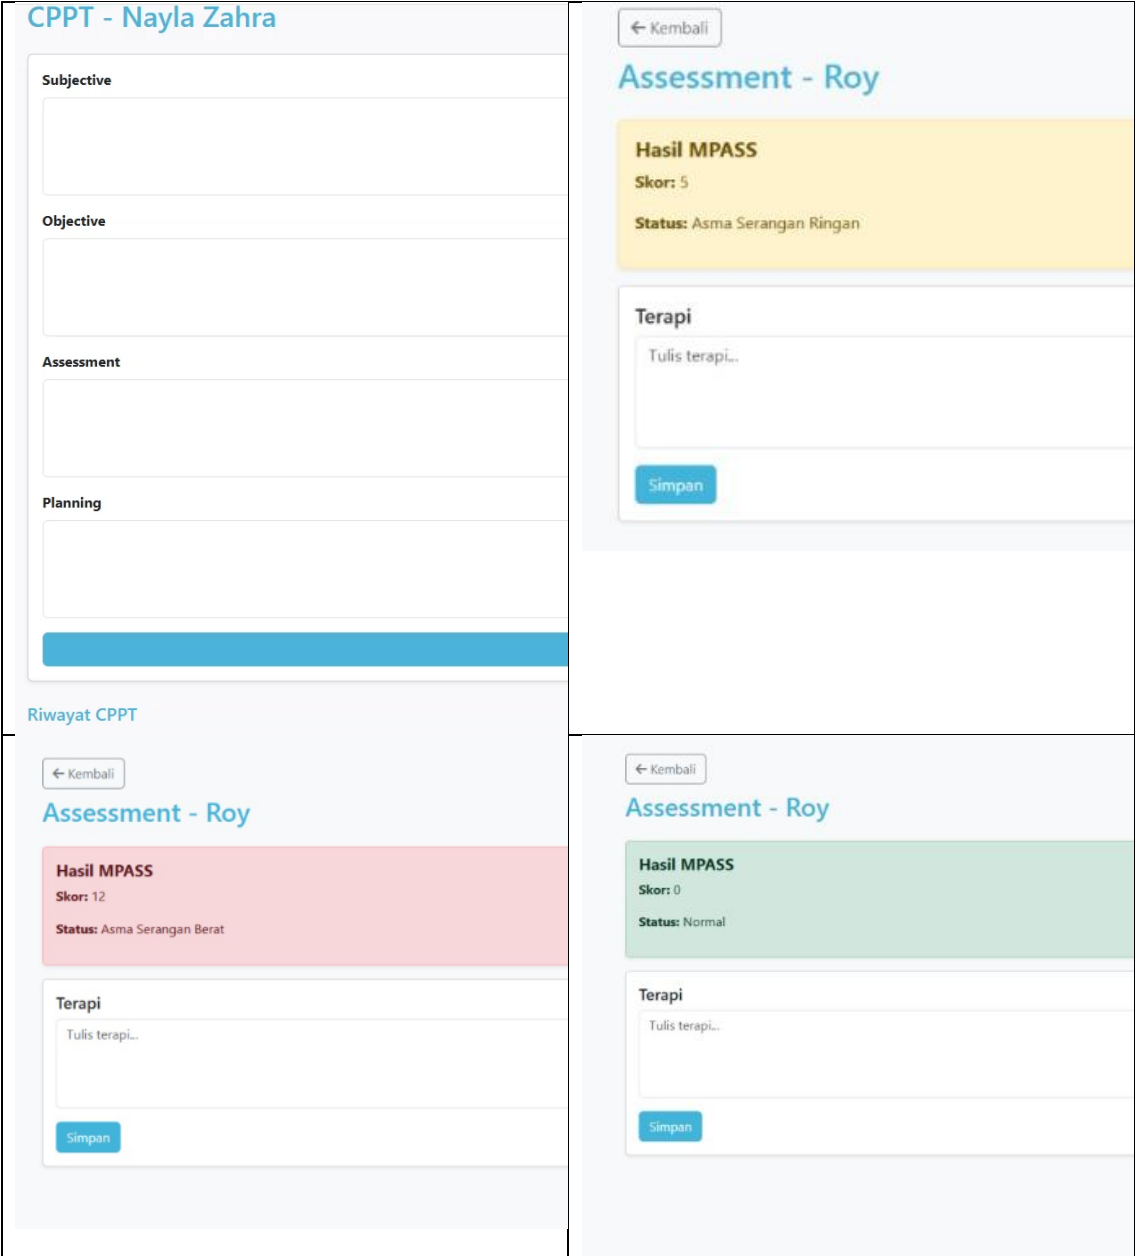 CPPT - Nayla Zahra
Subjective
Objective
Assessment
Planning
Riwayat CPPT
← Kembali
Assessment - Roy
Hasil MPASS
Skor: 5
Status: Asma Serangan Ringan
Terapi
Tulis terapi...
Simpan
← Kembali
Assessment - Roy
Hasil MPASS
Skor: 12
Status: Asma Serangan Berat
Terapi
Tulis terapi...
Simpan
← Kembali
Assessment - Roy
Hasil MPASS
Skor: 0
Status: Normal
Terapi
Tulis terapi...
Simpan